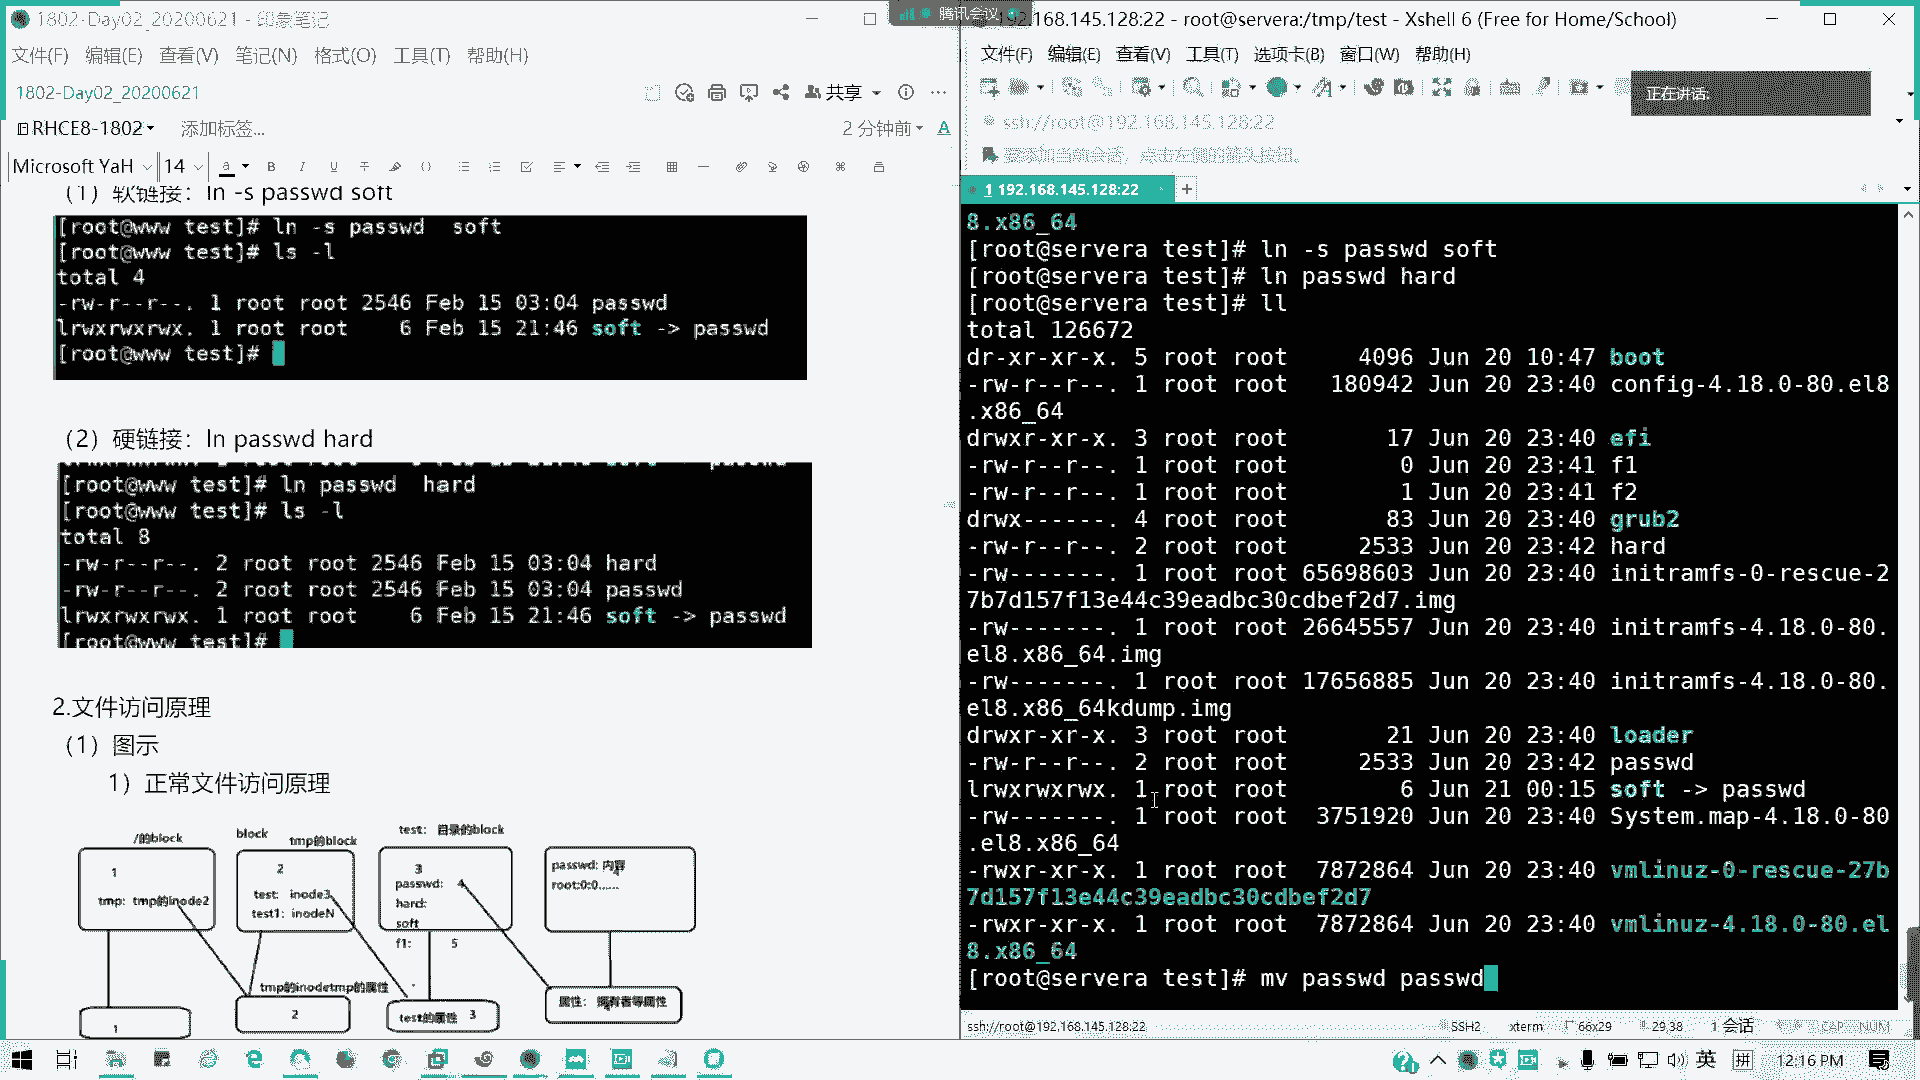 1802-Day02_20200621 - 印象笔记
文件(F) 编辑(E) 查看(V) 笔记(N) 格式(O) 工具(T) 帮助(H)
1802-Day02_20200621
共享
RHCE8-1802 添加标签...
2 分钟前
Microsoft YaH 14
（1）软链接：ln -s passwd soft
[root@www test]# ln -s passwd  soft
[root@www test]# ls -l
total 4
-rw-r--r--. 1 root root 2546 Feb 15 03:04 passwd
lrwxrwxrwx. 1 root root    6 Feb 15 21:46 soft -> passwd
[root@www test]#
（2）硬链接：ln passwd hard
[root@www test]# ln passwd  hard
[root@www test]# ls -l
total 8
-rw-r--r--. 2 root root 2546 Feb 15 03:04 hard
-rw-r--r--. 2 root root 2546 Feb 15 03:04 passwd
lrwxrwxrwx. 1 root root    6 Feb 15 21:46 soft -> passwd
[root@www test]#
2.文件访问原理
（1）图示
1）正常文件访问原理
/的block
block
tmp的block
test: 目录的block
1
tmp: tmp的inode2
2
test: inode3
test1: inodeN
3
passwd: 4
hard:
soft
f1: 5
passwd: 内容
root:0:0......
tmp的inodetmp的属性
1
2
test的属性 3
属性: 拥有者等属性
腾讯会议
192.168.145.128:22 - root@servera:/tmp/test - Xshell 6 (Free for Home/School)
文件(F) 编辑(E) 查看(V) 工具(T) 选项卡(B) 窗口(W) 帮助(H)
正在讲话:
ssh://root@192.168.145.128:22
要添加当前会话，点击左侧的箭头按钮。
1 192.168.145.128:22
8.x86_64
[root@servera test]# ln -s passwd soft
[root@servera test]# ln passwd hard
[root@servera test]# ll
total 126672
dr-xr-xr-x. 5 root root     4096 Jun 20 10:47 boot
-rw-r--r--. 1 root root   180942 Jun 20 23:40 config-4.18.0-80.el8
.x86_64
drwxr-xr-x. 3 root root       17 Jun 20 23:40 efi
-rw-r--r--. 1 root root        0 Jun 20 23:41 f1
-rw-r--r--. 1 root root        1 Jun 20 23:41 f2
drwx------. 4 root root       83 Jun 20 23:40 grub2
-rw-r--r--. 2 root root     2533 Jun 20 23:42 hard
-rw-------. 1 root root 65698603 Jun 20 23:40 initramfs-0-rescue-2
7b7d157f13e44c39eadbc30cdbef2d7.img
-rw-------. 1 root root 26645557 Jun 20 23:40 initramfs-4.18.0-80.
el8.x86_64.img
-rw-------. 1 root root 17656885 Jun 20 23:40 initramfs-4.18.0-80.
el8.x86_64kdump.img
drwxr-xr-x. 3 root root       21 Jun 20 23:40 loader
-rw-r--r--. 2 root root     2533 Jun 20 23:42 passwd
lrwxrwxrwx. 1 root root        6 Jun 21 00:15 soft -> passwd
-rw-------. 1 root root  3751920 Jun 20 23:40 System.map-4.18.0-80
.el8.x86_64
-rwxr-xr-x. 1 root root  7872864 Jun 20 23:40 vmlinuz-0-rescue-27b
7d157f13e44c39eadbc30cdbef2d7
-rwxr-xr-x. 1 root root  7872864 Jun 20 23:40 vmlinuz-4.18.0-80.el
8.x86_64
[root@servera test]# mv passwd passwd
ssh://root@192.168.145.128:22 SSH2 xterm 66x29 29,38 1 会话 CAP NUM
英 拼 12:16 PM